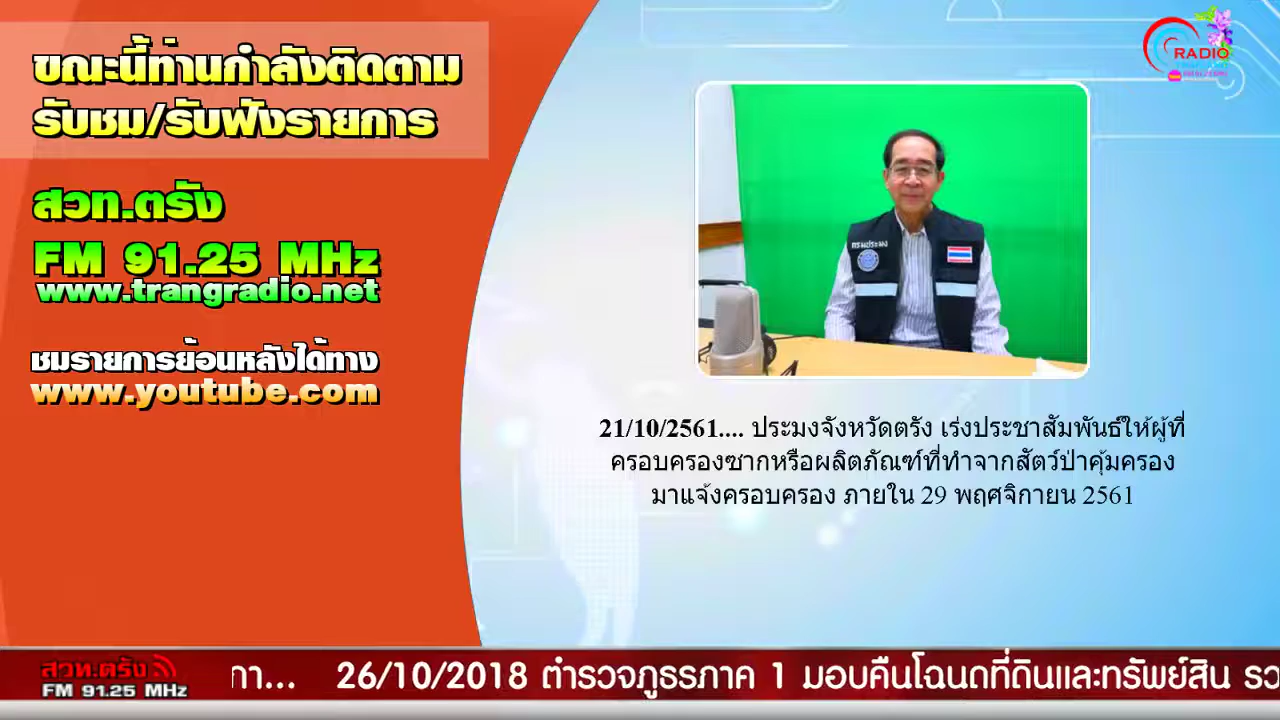 ขณะนี้ท่านกำลังติดตาม
รับชม/รับฟังรายการ
สวท.ตรัง
FM 91.25 MHz
www.trangradio.net
ชมรายการย้อนหลังได้ทาง
www.youtube.com
RADIO
กรมประมง
21/10/2561.... ประมงจังหวัดตรัง เร่งประชาสัมพันธ์ให้ผู้ที่
ครอบครองซากหรือผลิตภัณฑ์ที่ทำจากสัตว์ป่าคุ้มครอง
มาแจ้งครอบครอง ภายใน 29 พฤศจิกายน 2561
สวท.ตรัง
FM 91.25 MHz
กา... 26/10/2018 ตำรวจภูธรภาค 1 มอบคืนโฉนดที่ดินและทรัพย์สิน รว